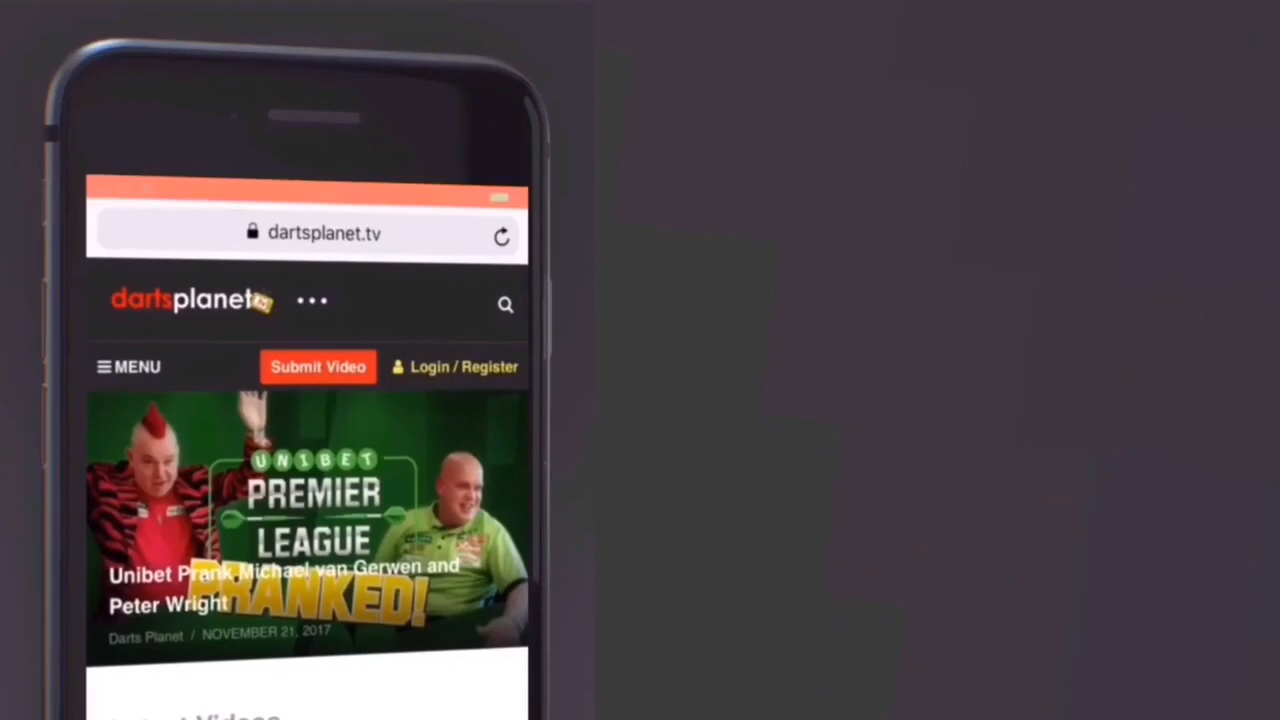 dartsplanet.tv
dartsplanet
MENU
Submit Video
Login / Register
UNIBET
PREMIER
LEAGUE
PRANKED!
Unibet Prank Michael van Gerwen and
Peter Wright
Darts Planet / NOVEMBER 21, 2017
Videos